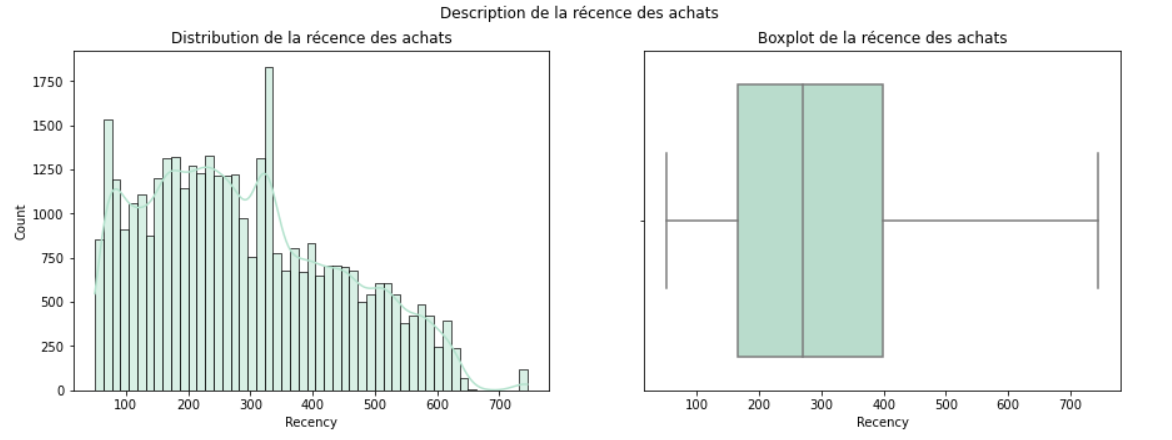 Description de la récence des achats
Distribution de la récence des achats
Count
1750
1500
1250
1000
750
500
250
0
100 200 300 400 500 600 700
Recency
Boxplot de la récence des achats
100 200 300 400 500 600 700
Recency